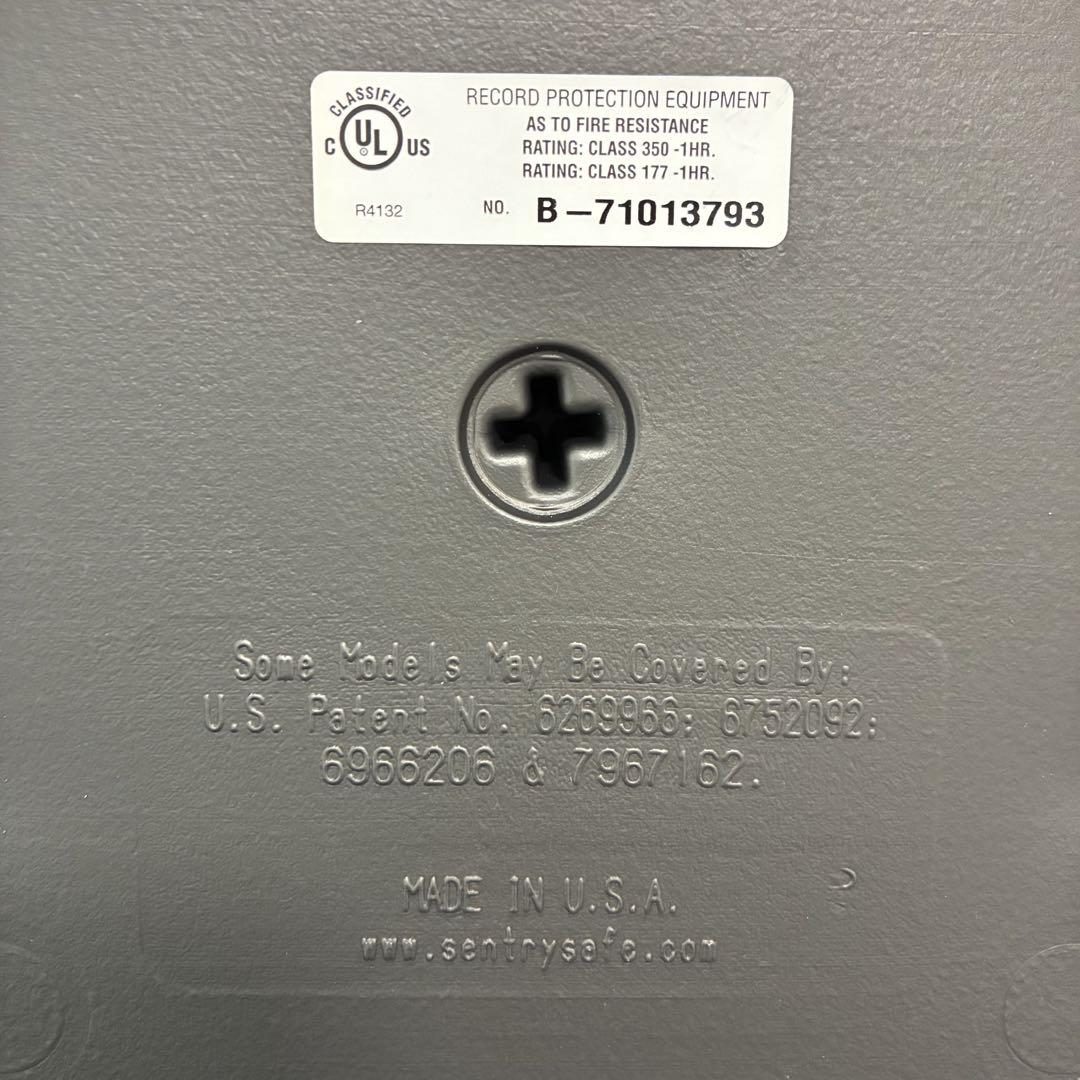 CLASSIFIED
C UL US
RECORD PROTECTION EQUIPMENT
AS TO FIRE RESISTANCE
RATING: CLASS 350 -1HR.
RATING: CLASS 177 -1HR.
R4132
NO. B-71013793
Some Models May Be Covered By:
U.S. Patent No. 6269966; 6752092;
6966206 & 7967162.
MADE IN U.S.A.
www.sentrysafe.com